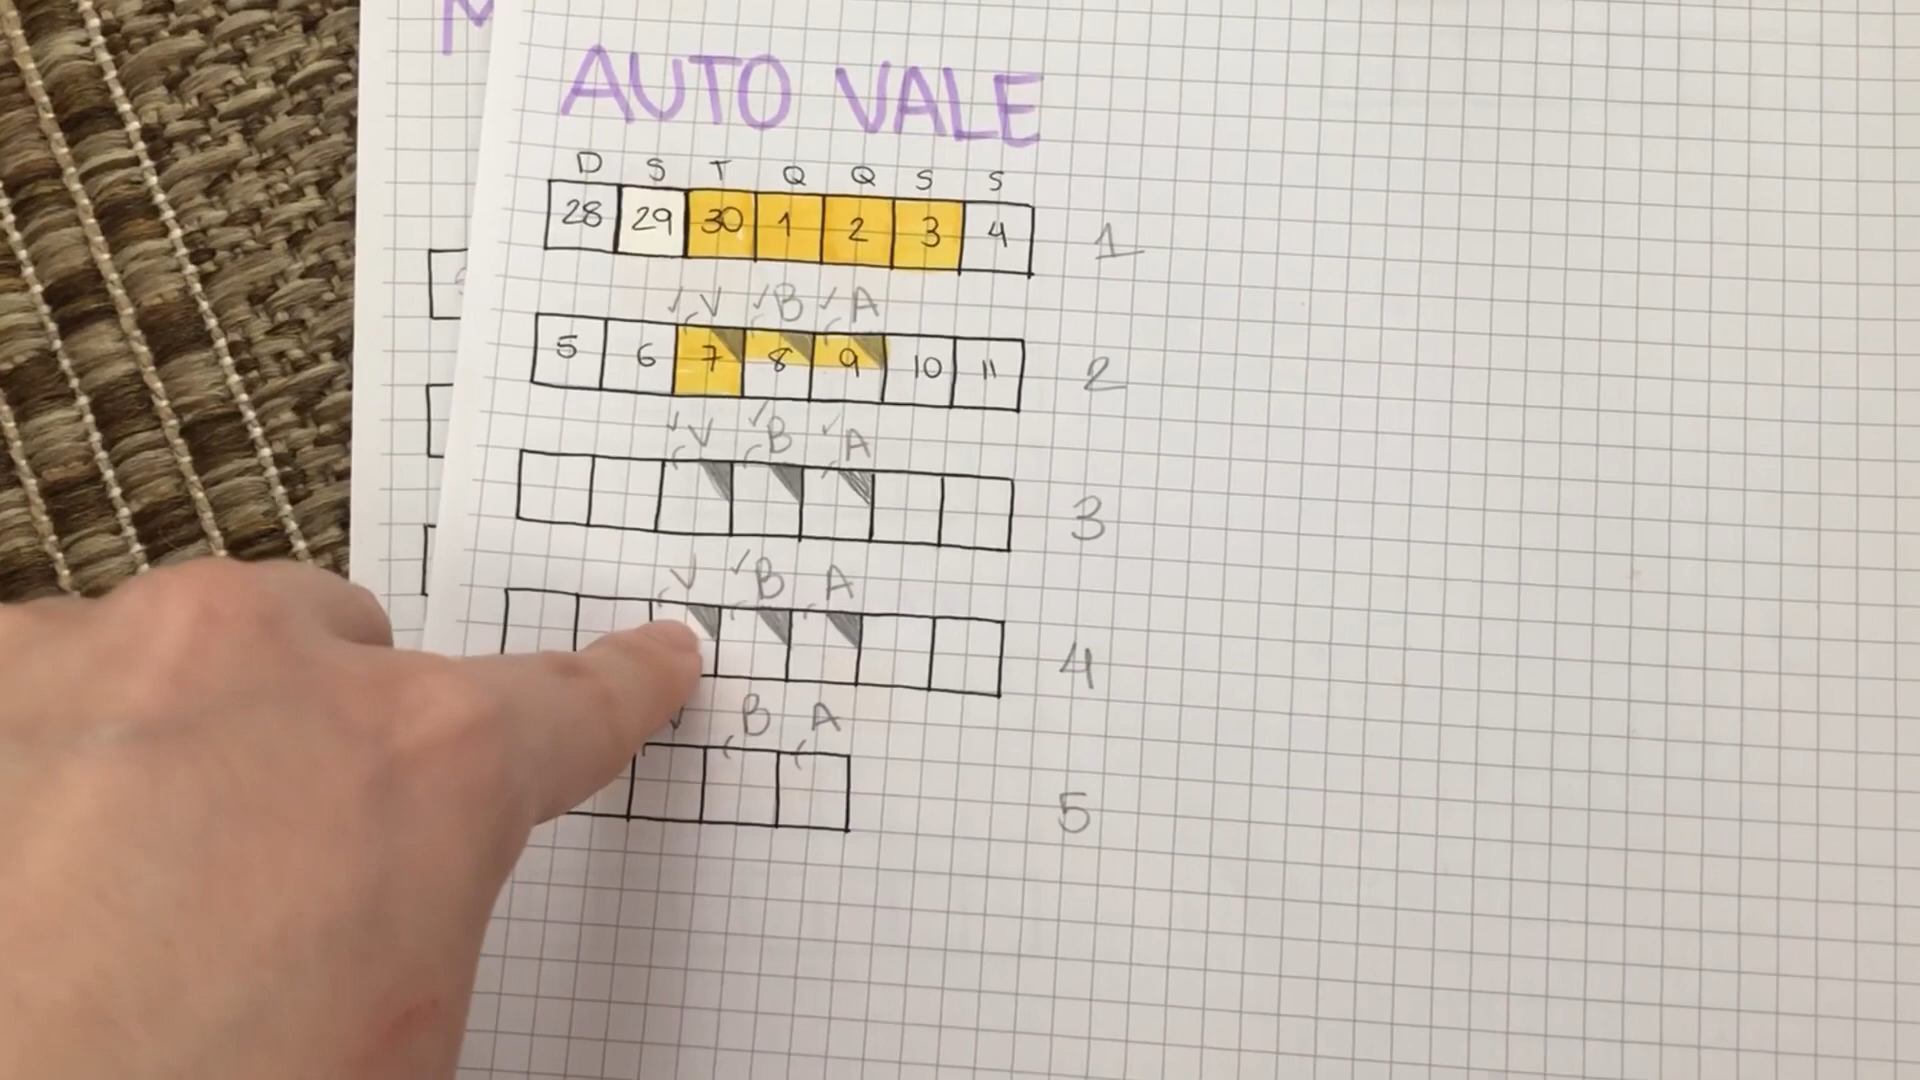 M
AUTO VALE
D S T Q Q S S
28 29 30 1 2 3 4 1
✓V ✓B ✓A
5 6 7 8 9 10 11 2
✓V ✓B ✓A
3
V ✓B A
4
V B A
5